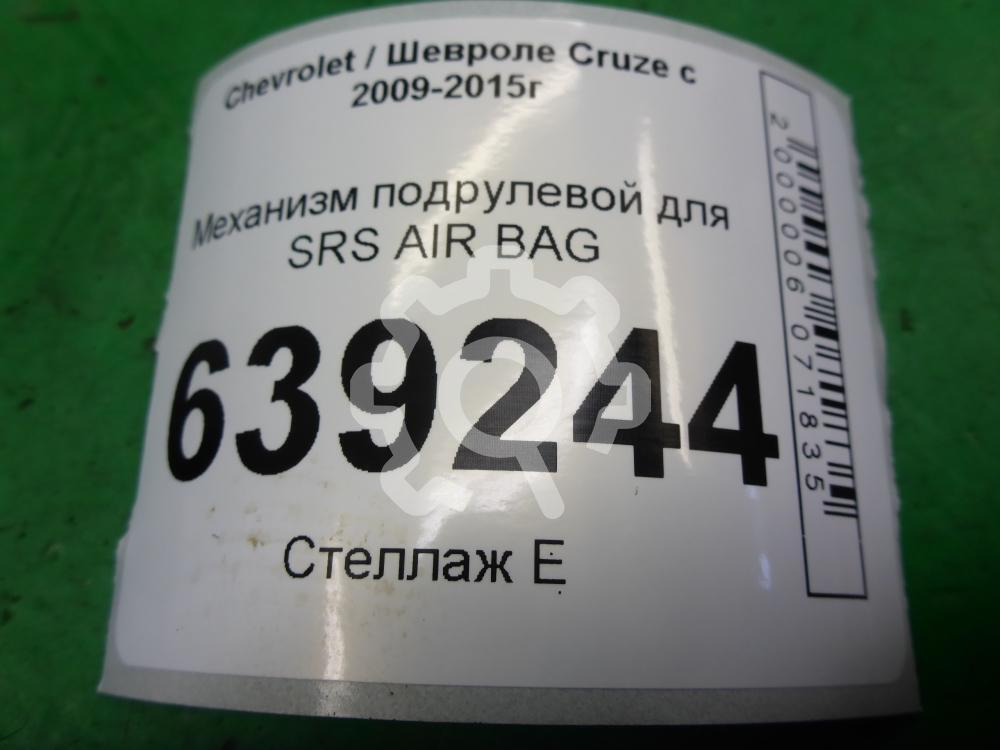 Chevrolet / Шевроле Cruze с
2009-2015г
Механизм подрулевой для
SRS AIR BAG
639244
Стеллаж Е
2000006071835